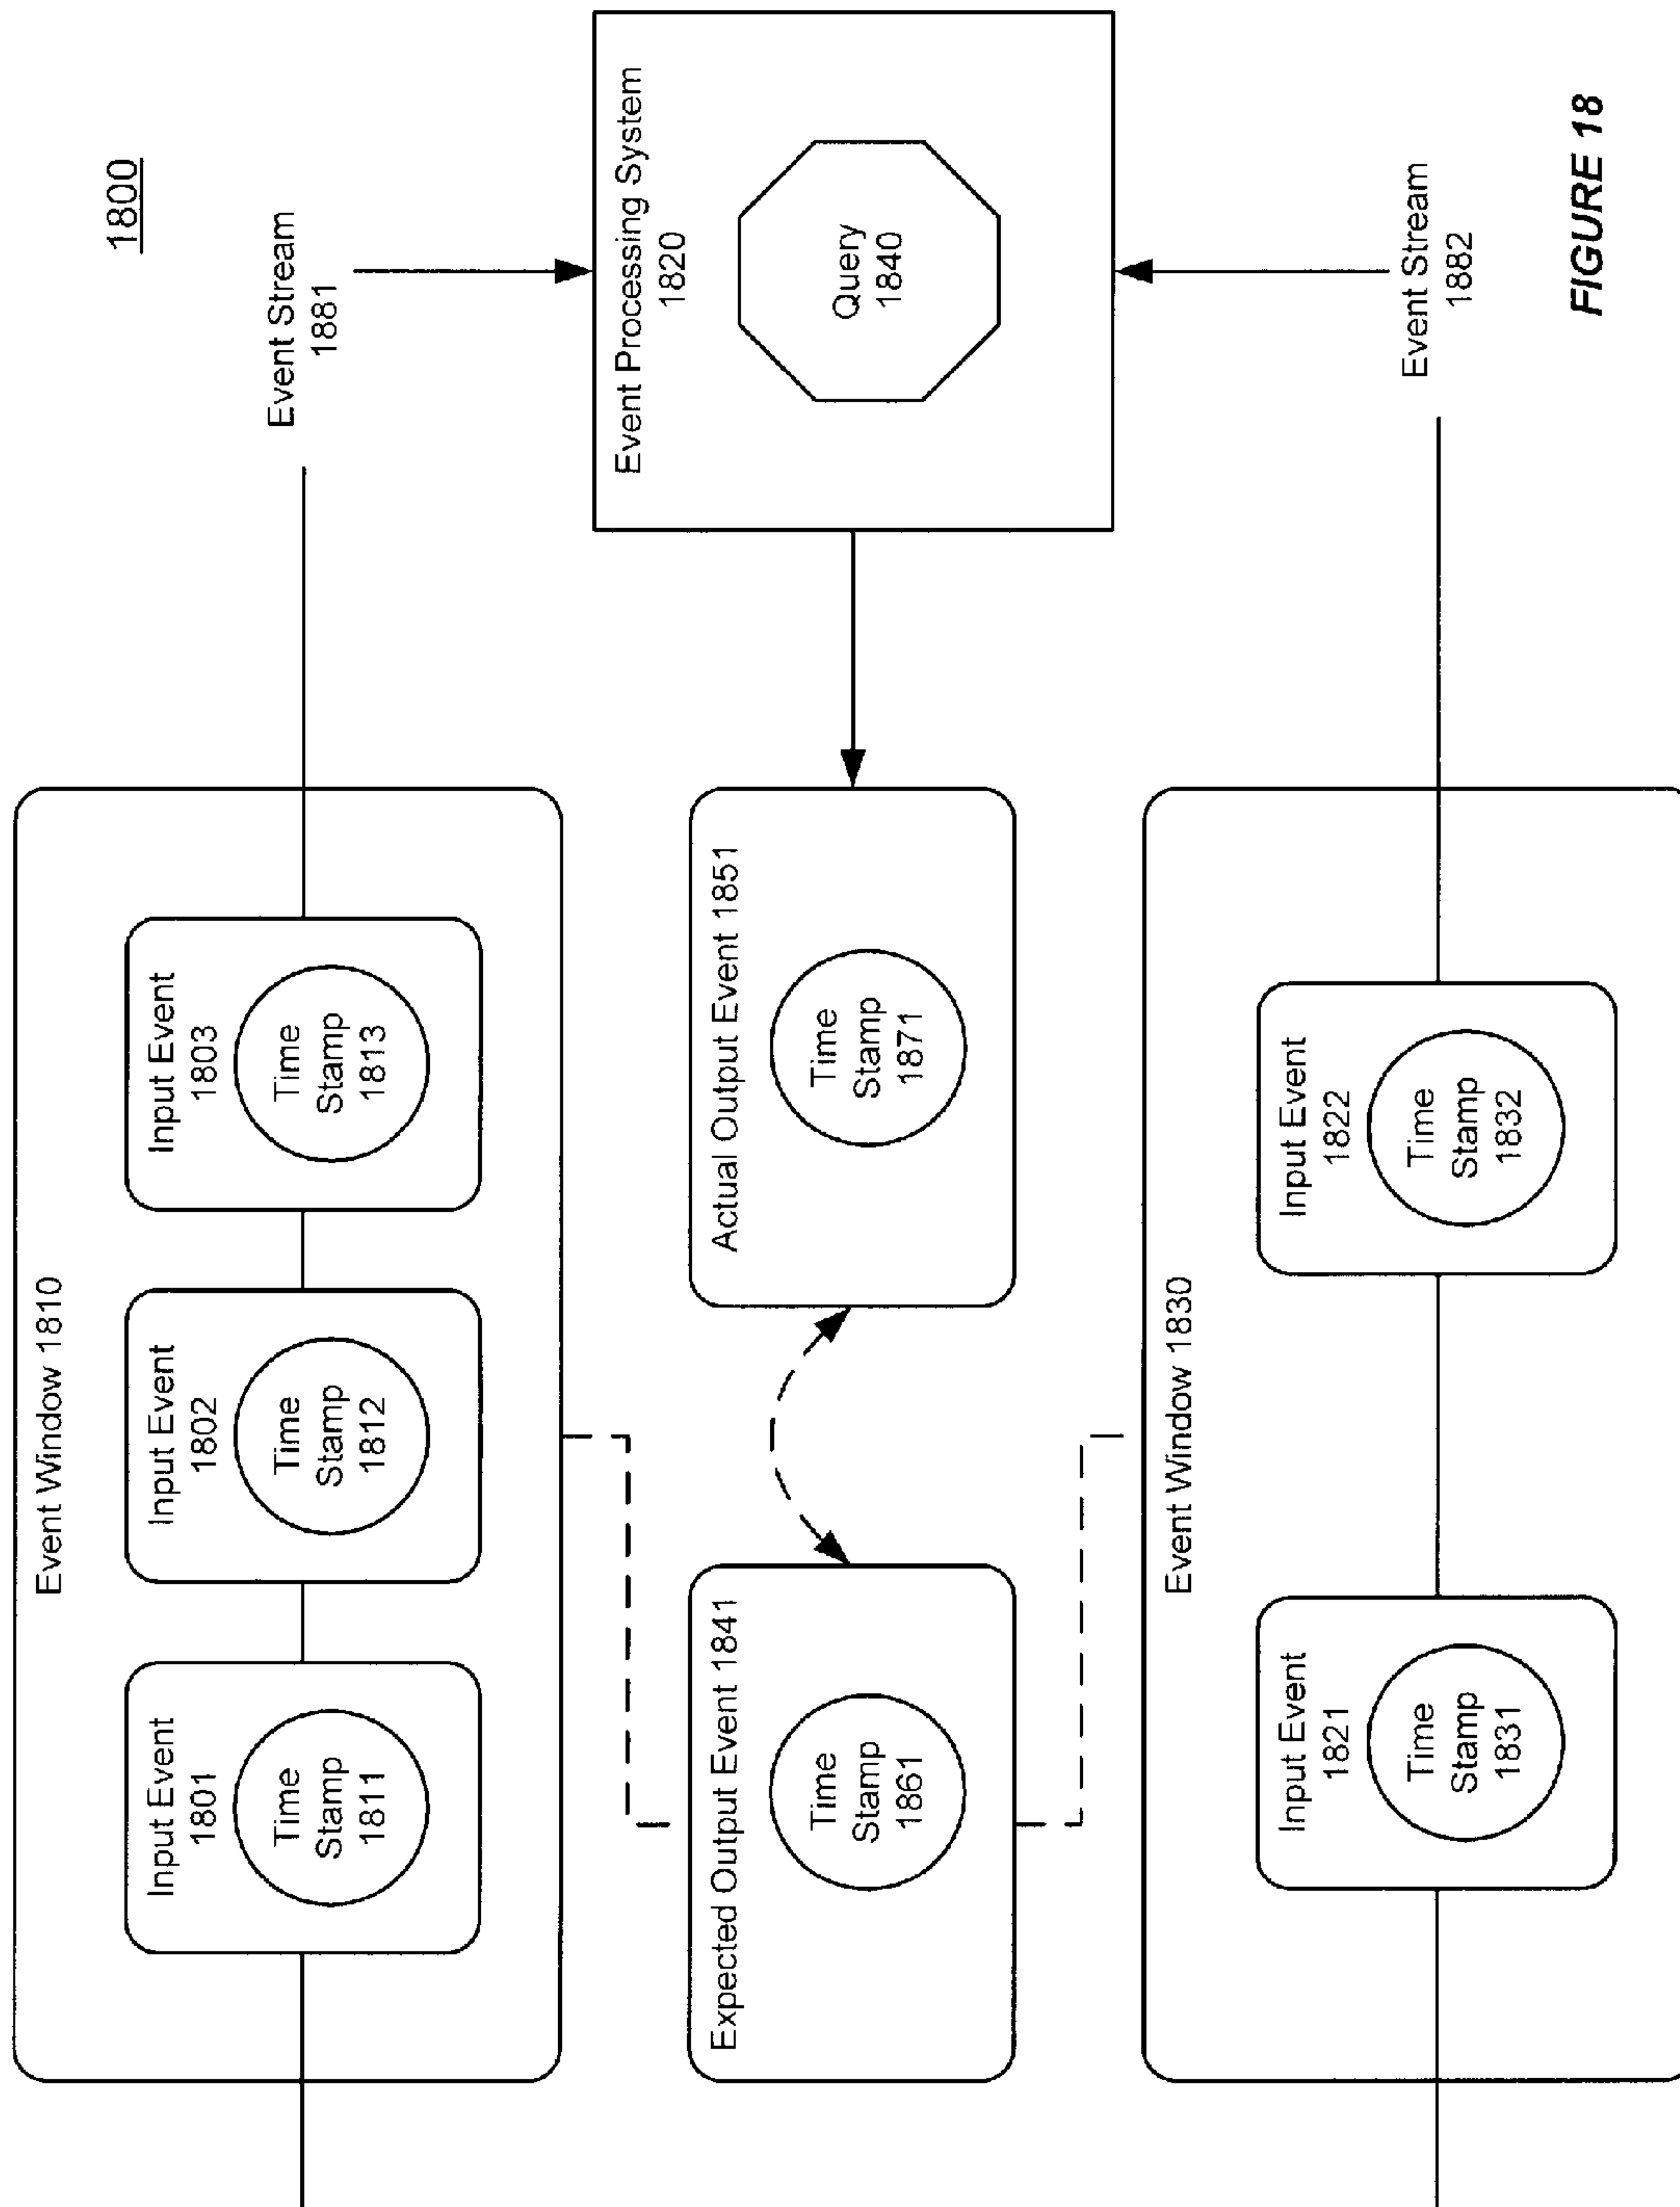 1800
Event Window 1810
Input Event
1801
Time
Stamp
1811
Input Event
1802
Time
Stamp
1812
Input Event
1803
Time
Stamp
1813
Event Stream
1881
Expected Output Event 1841
Time
Stamp
1861
Actual Output Event 1851
Time
Stamp
1871
Event Processing System
1820
Query
1840
Event Window 1830
Input Event
1821
Time
Stamp
1831
Input Event
1822
Time
Stamp
1832
Event Stream
1882
FIGURE 18